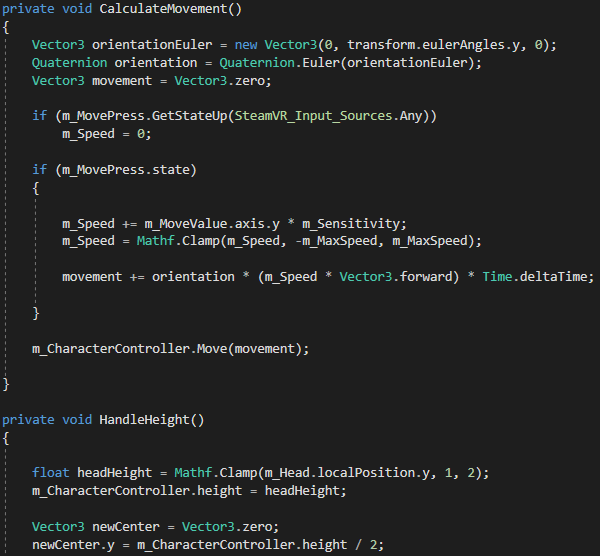 private void CalculateMovement()
{
Vector3 orientationEuler = new Vector3(0, transform.eulerAngles.y, 0);
Quaternion orientation = Quaternion.Euler(orientationEuler);
Vector3 movement = Vector3.zero;
if (m_MovePress.GetStateUp(SteamVR_Input_Sources.Any))
m_Speed = 0;
if (m_MovePress.state)
{
m_Speed += m_MoveValue.axis.y * m_Sensitivity;
m_Speed = Mathf.Clamp(m_Speed, -m_MaxSpeed, m_MaxSpeed);
movement += orientation * (m_Speed * Vector3.forward) * Time.deltaTime;
}
m_CharacterController.Move(movement);
}
private void HandleHeight()
{
float headHeight = Mathf.Clamp(m_Head.localPosition.y, 1, 2);
m_CharacterController.height = headHeight;
Vector3 newCenter = Vector3.zero;
newCenter.y = m_CharacterController.height / 2;